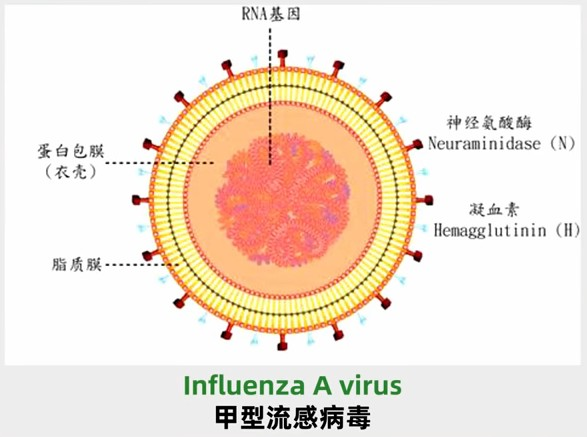 RNA基因
神经氨酸酶
Neuraminidase (N)
蛋白包膜
(衣壳)
凝血素
Hemagglutinin (H)
脂质膜
Influenza A virus
甲型流感病毒